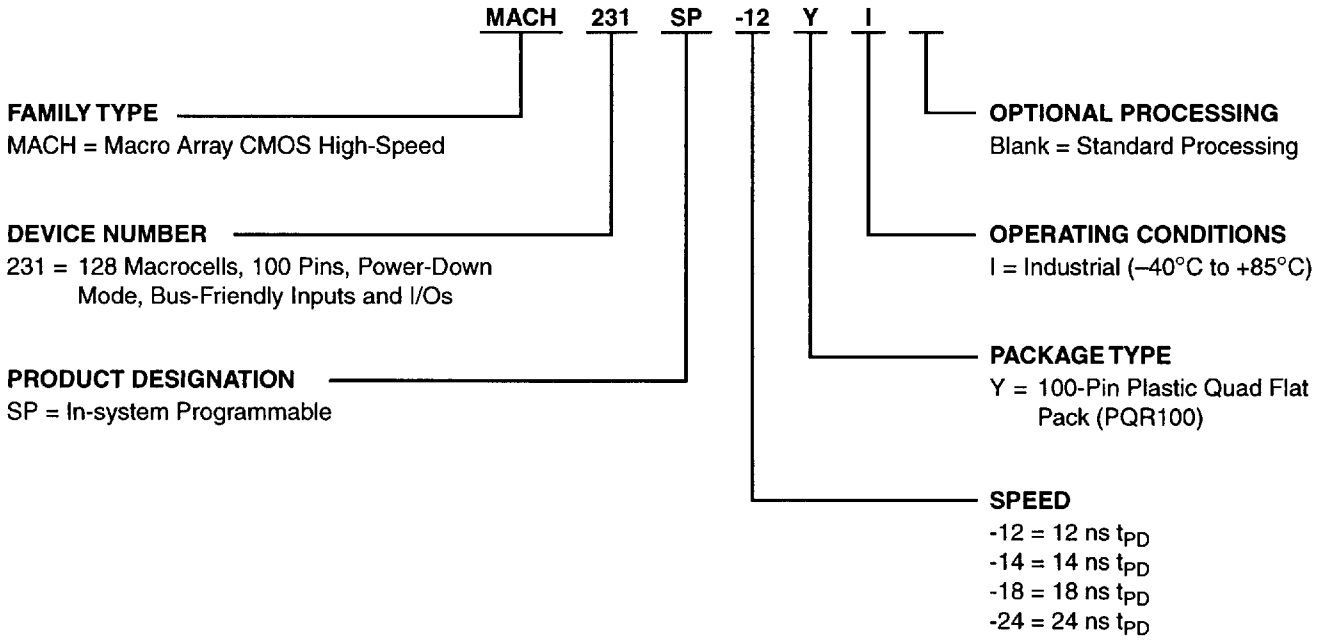 MACH 231 SP -12 Y I
FAMILY TYPE
MACH = Macro Array CMOS High-Speed
DEVICE NUMBER
231 = 128 Macrocells, 100 Pins, Power-Down
Mode, Bus-Friendly Inputs and I/Os
PRODUCT DESIGNATION
SP = In-system Programmable
OPTIONAL PROCESSING
Blank = Standard Processing
OPERATING CONDITIONS
I = Industrial (–40°C to +85°C)
PACKAGE TYPE
Y = 100-Pin Plastic Quad Flat
Pack (PQR100)
SPEED
-12 = 12 ns tPD
-14 = 14 ns tPD
-18 = 18 ns tPD
-24 = 24 ns tPD